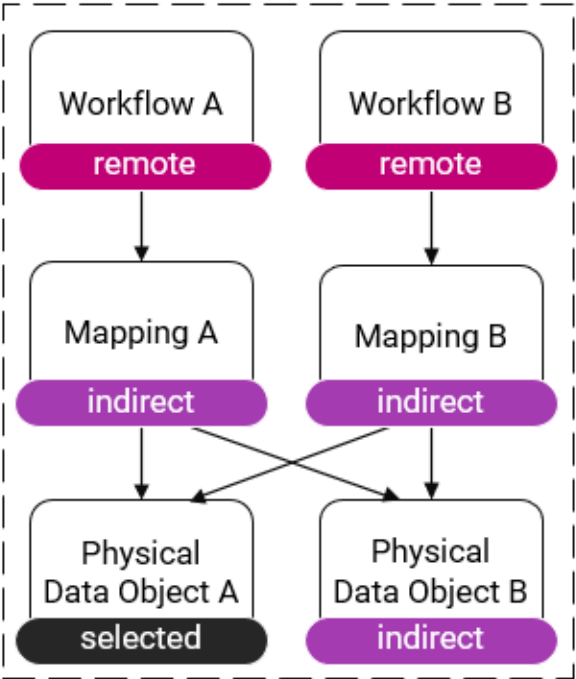 Workflow A
remote
Workflow B
remote
Mapping A
indirect
Mapping B
indirect
Physical
Data Object A
selected
Physical
Data Object B
indirect